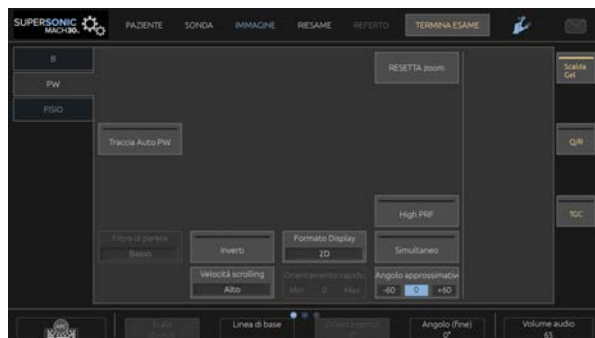 SUPERSONIC
MACH30.
PAZIENTE
SONDA
IMMAGINE
RIESAME
REFERTO
TERMINA ESAME
B
PW
FISIO
RESETTA zoom
Scalda
Gel
Traccia Auto PW
Q/R
High PRF
TGC
Filtro di parete
Basso
Inverti
Formato Display
2D
Simultaneo
Velocità scrolling
Alto
Orientamento rapido
Min 0 Max
Angolo approssimativo
-60 0 +60
ABC
Scala
Linea di base
Orientamento
0°
Angolo (fine)
0°
Volume audio
65